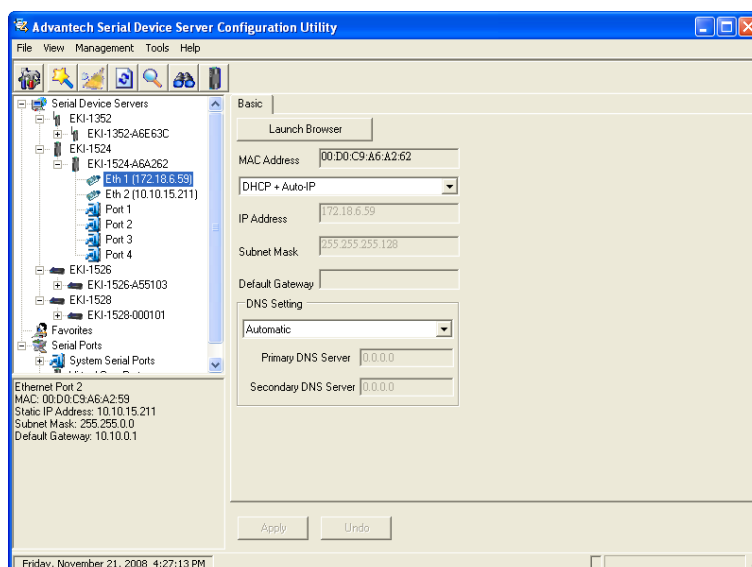 Advantech Serial Device Server Configuration Utility
File View Management Tools Help
Serial Device Servers
EKI-1352
EKI-1352-A6E63C
EKI-1524
EKI-1524-A6A262
Eth 1 (172.18.6.59)
Eth 2 (10.10.15.211)
Port 1
Port 2
Port 3
Port 4
EKI-1526
EKI-1526-A55103
EKI-1528
EKI-1528-000101
Favorites
Serial Ports
System Serial Ports
Ethernet Port 2
MAC: 00:D0:C9:A6:A2:59
Static IP Address: 10.10.15.211
Subnet Mask: 255.255.0.0
Default Gateway: 10.10.0.1
Basic
Launch Browser
MAC Address 00:D0:C9:A6:A2:62
DHCP + Auto-IP
IP Address 172.18.6.59
Subnet Mask 255.255.255.128
Default Gateway
DNS Setting
Automatic
Primary DNS Server 0.0.0.0
Secondary DNS Server 0.0.0.0
Apply Undo
Friday, November 21, 2008 4:27:13 PM